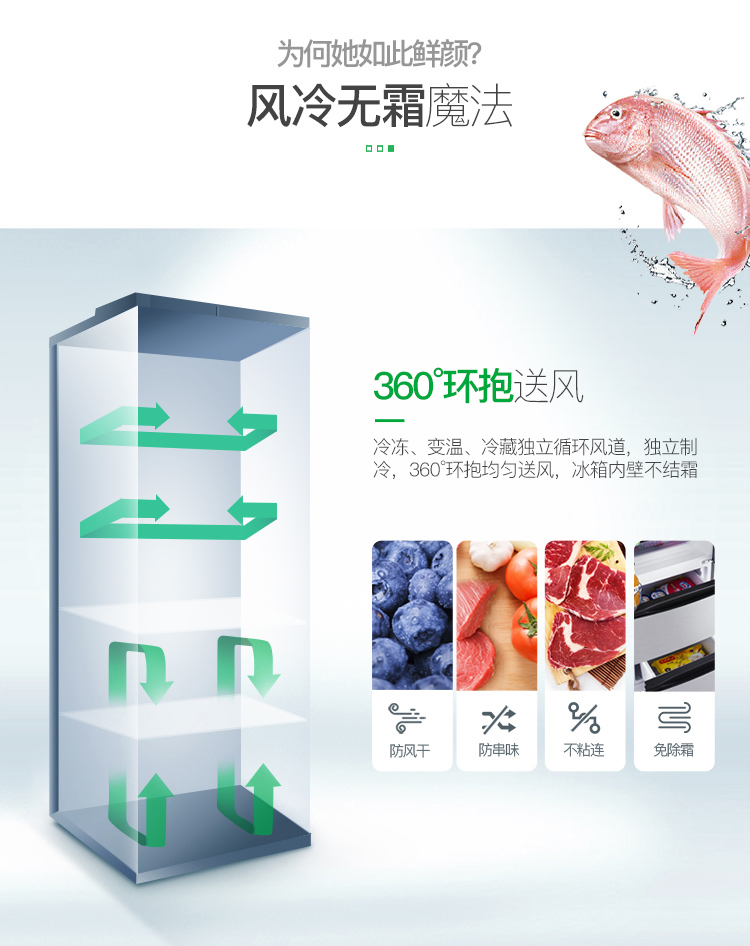 为何她如此鲜颜?
风冷无霜魔法
360°环抱送风
冷冻、变温、冷藏独立循环风道，独立制
冷，360°环抱均匀送风，冰箱内壁不结霜
防风干
防串味
不粘连
免除霜